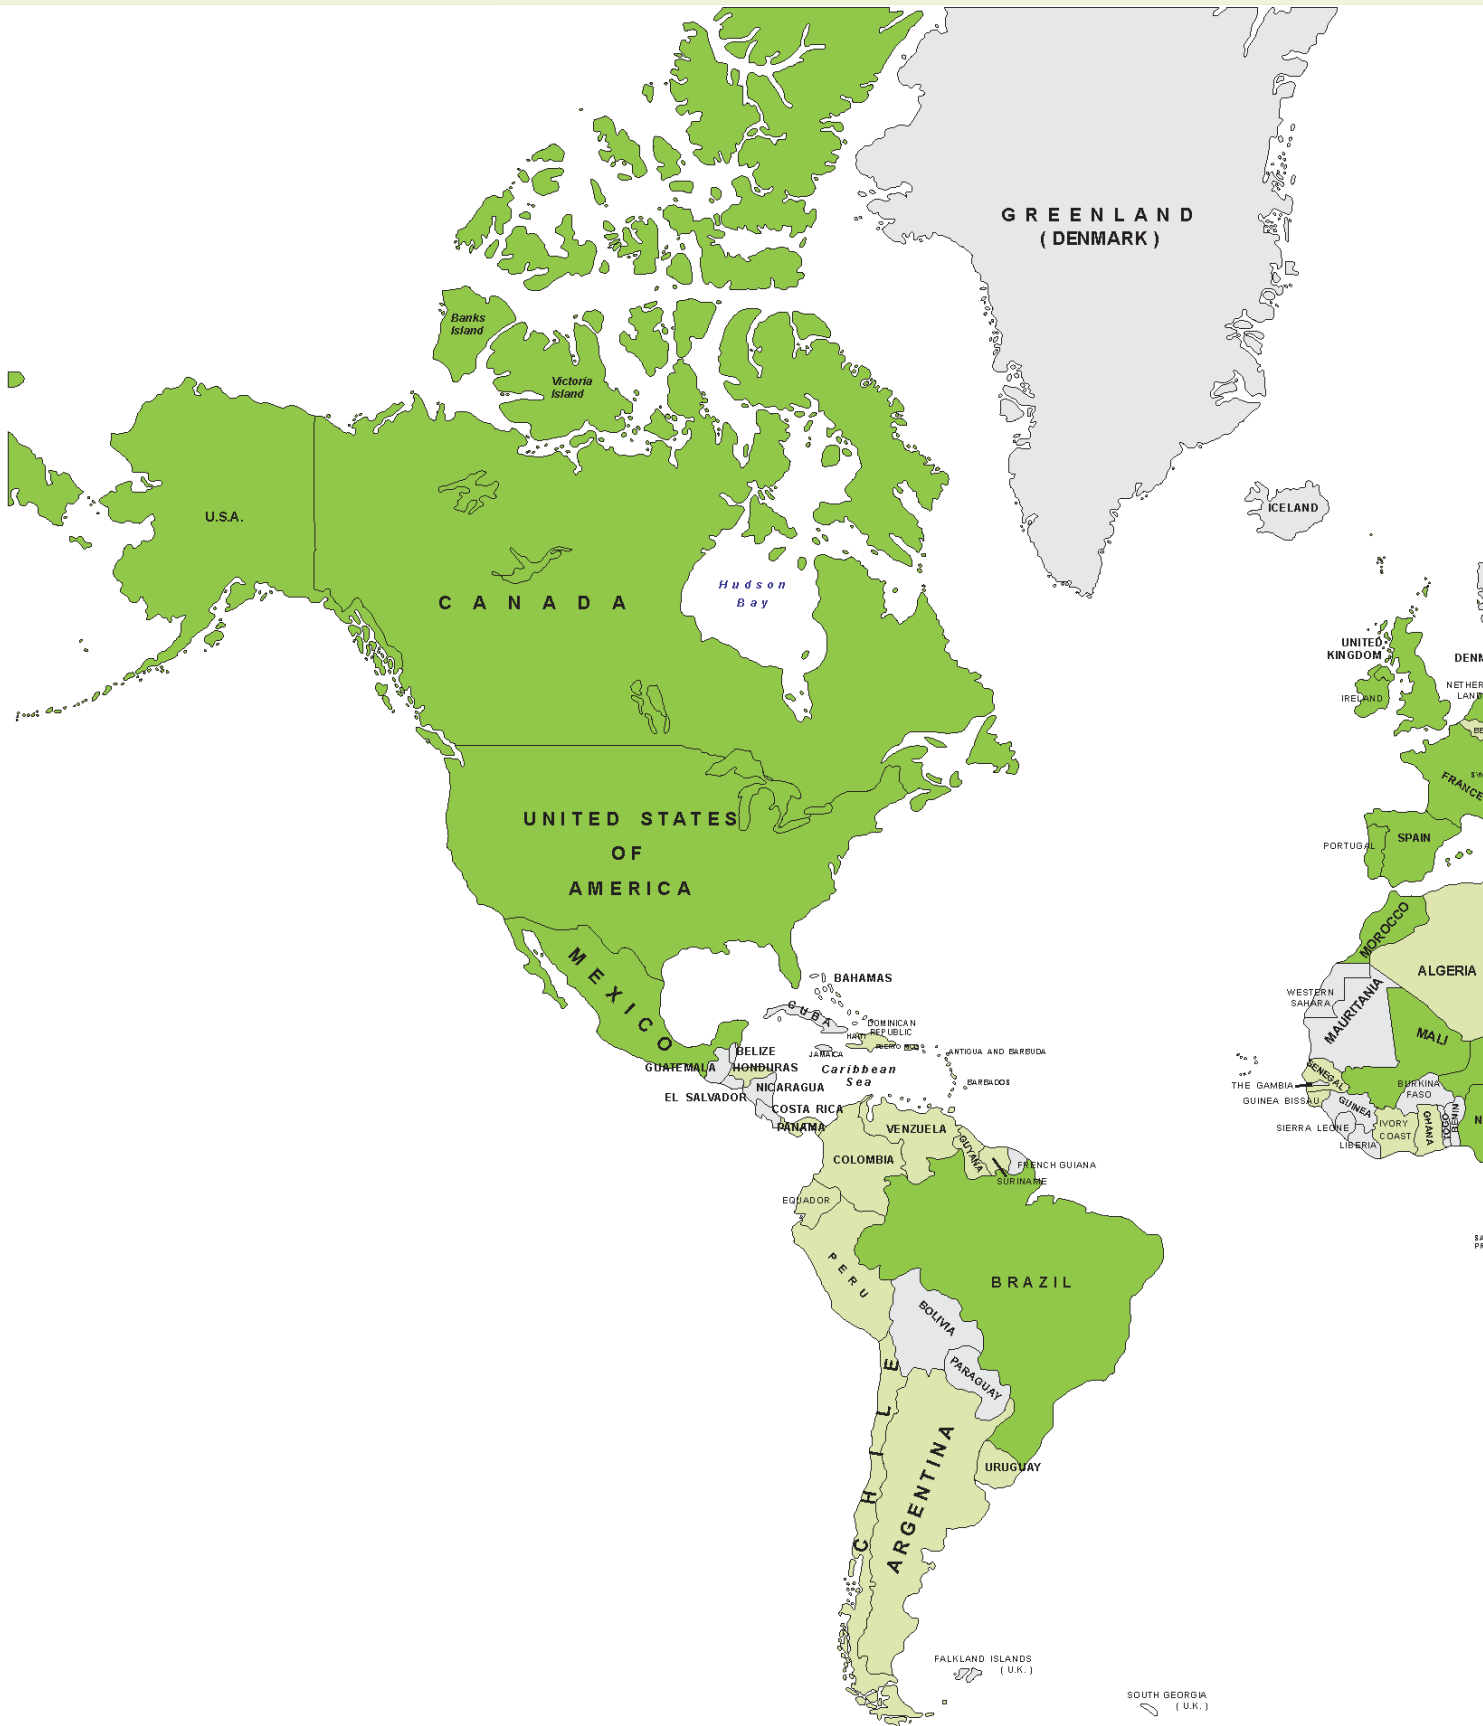 GREENLAND
( DENMARK )
Banks
Island
Victoria
Island
U.S.A.
ICELAND
Hudson
Bay
CANADA
UNITED
KINGDOM
IRELAND
UNITED STATES
OF
AMERICA
FRANCE
PORTUGAL
SPAIN
MEXICO
MOROCCO
ALGERIA
BAHAMAS
CUBA
WESTERN
SAHARA
MAURITANIA
MALI
DOMINICAN
REPUBLIC
HAITI
JAMAICA
BELIZE
ANTIGUA AND BARBUDA
GUATEMALA
HONDURAS
Caribbean
Sea
BARBADOS
NICARAGUA
EL SALVADOR
COSTA RICA
PANAMA
SENEGAL
THE GAMBIA
GUINEA BISSAU
GUINEA
BURKINA
FASO
SIERRA LEONE
LIBERIA
IVORY
COAST
GHANA
TOGO
BENIN
VENZUELA
GUYANA
COLOMBIA
FRENCH GUIANA
SURINAME
EQUADOR
PERU
BRAZIL
BOLIVIA
PARAGUAY
CHILE
ARGENTINA
URUGUAY
FALKLAND ISLANDS
( U.K. )
SOUTH GEORGIA
( U.K. )